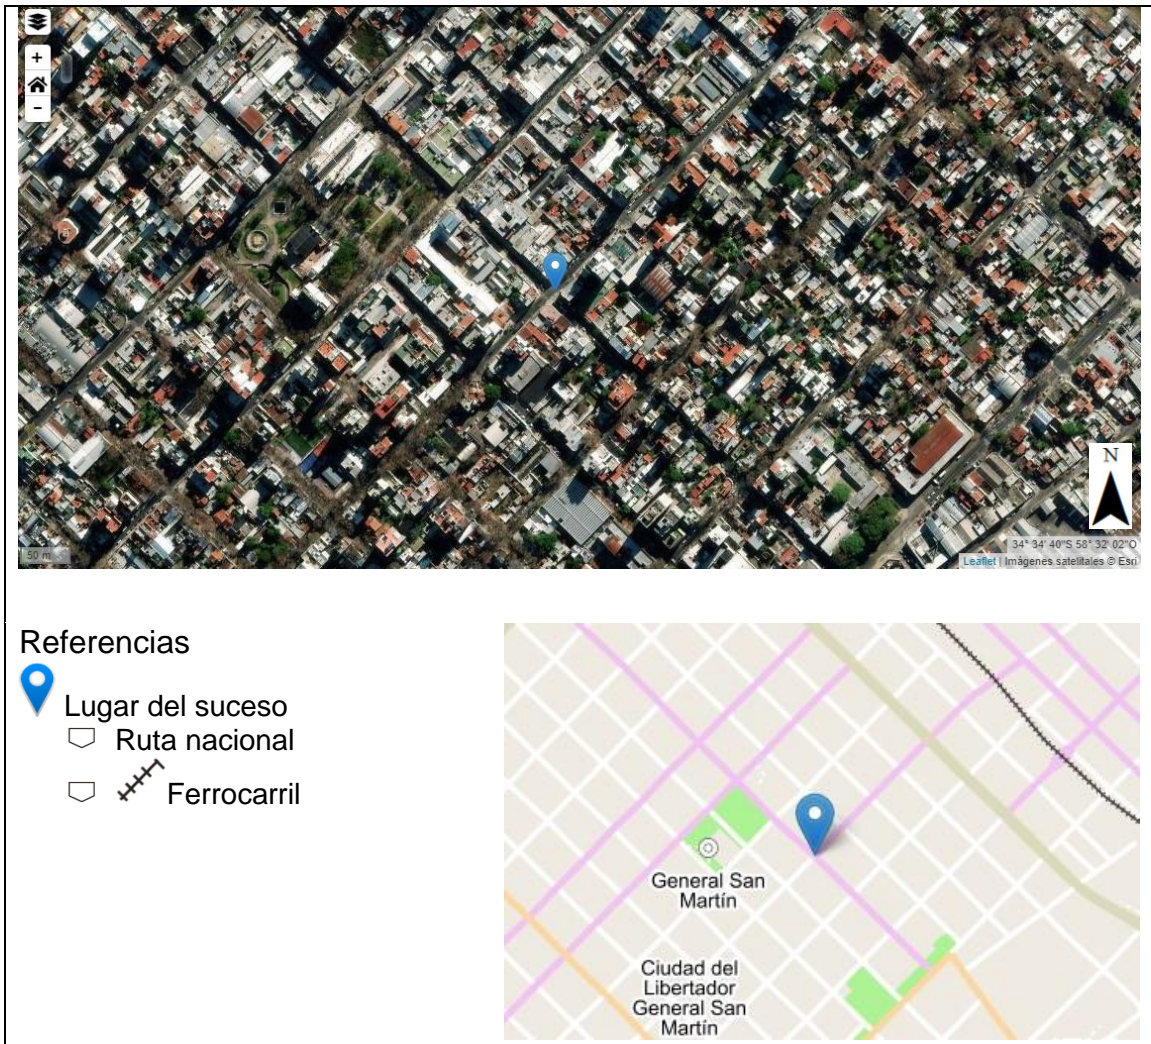 +
-
N
50 m
34° 34' 40"S 58° 32' 02"O
Leaflet | Imágenes satelitales © Esri
Referencias
Lugar del suceso
Ruta nacional
Ferrocarril
General San
Martín
Ciudad del
Libertador
General San
Martín